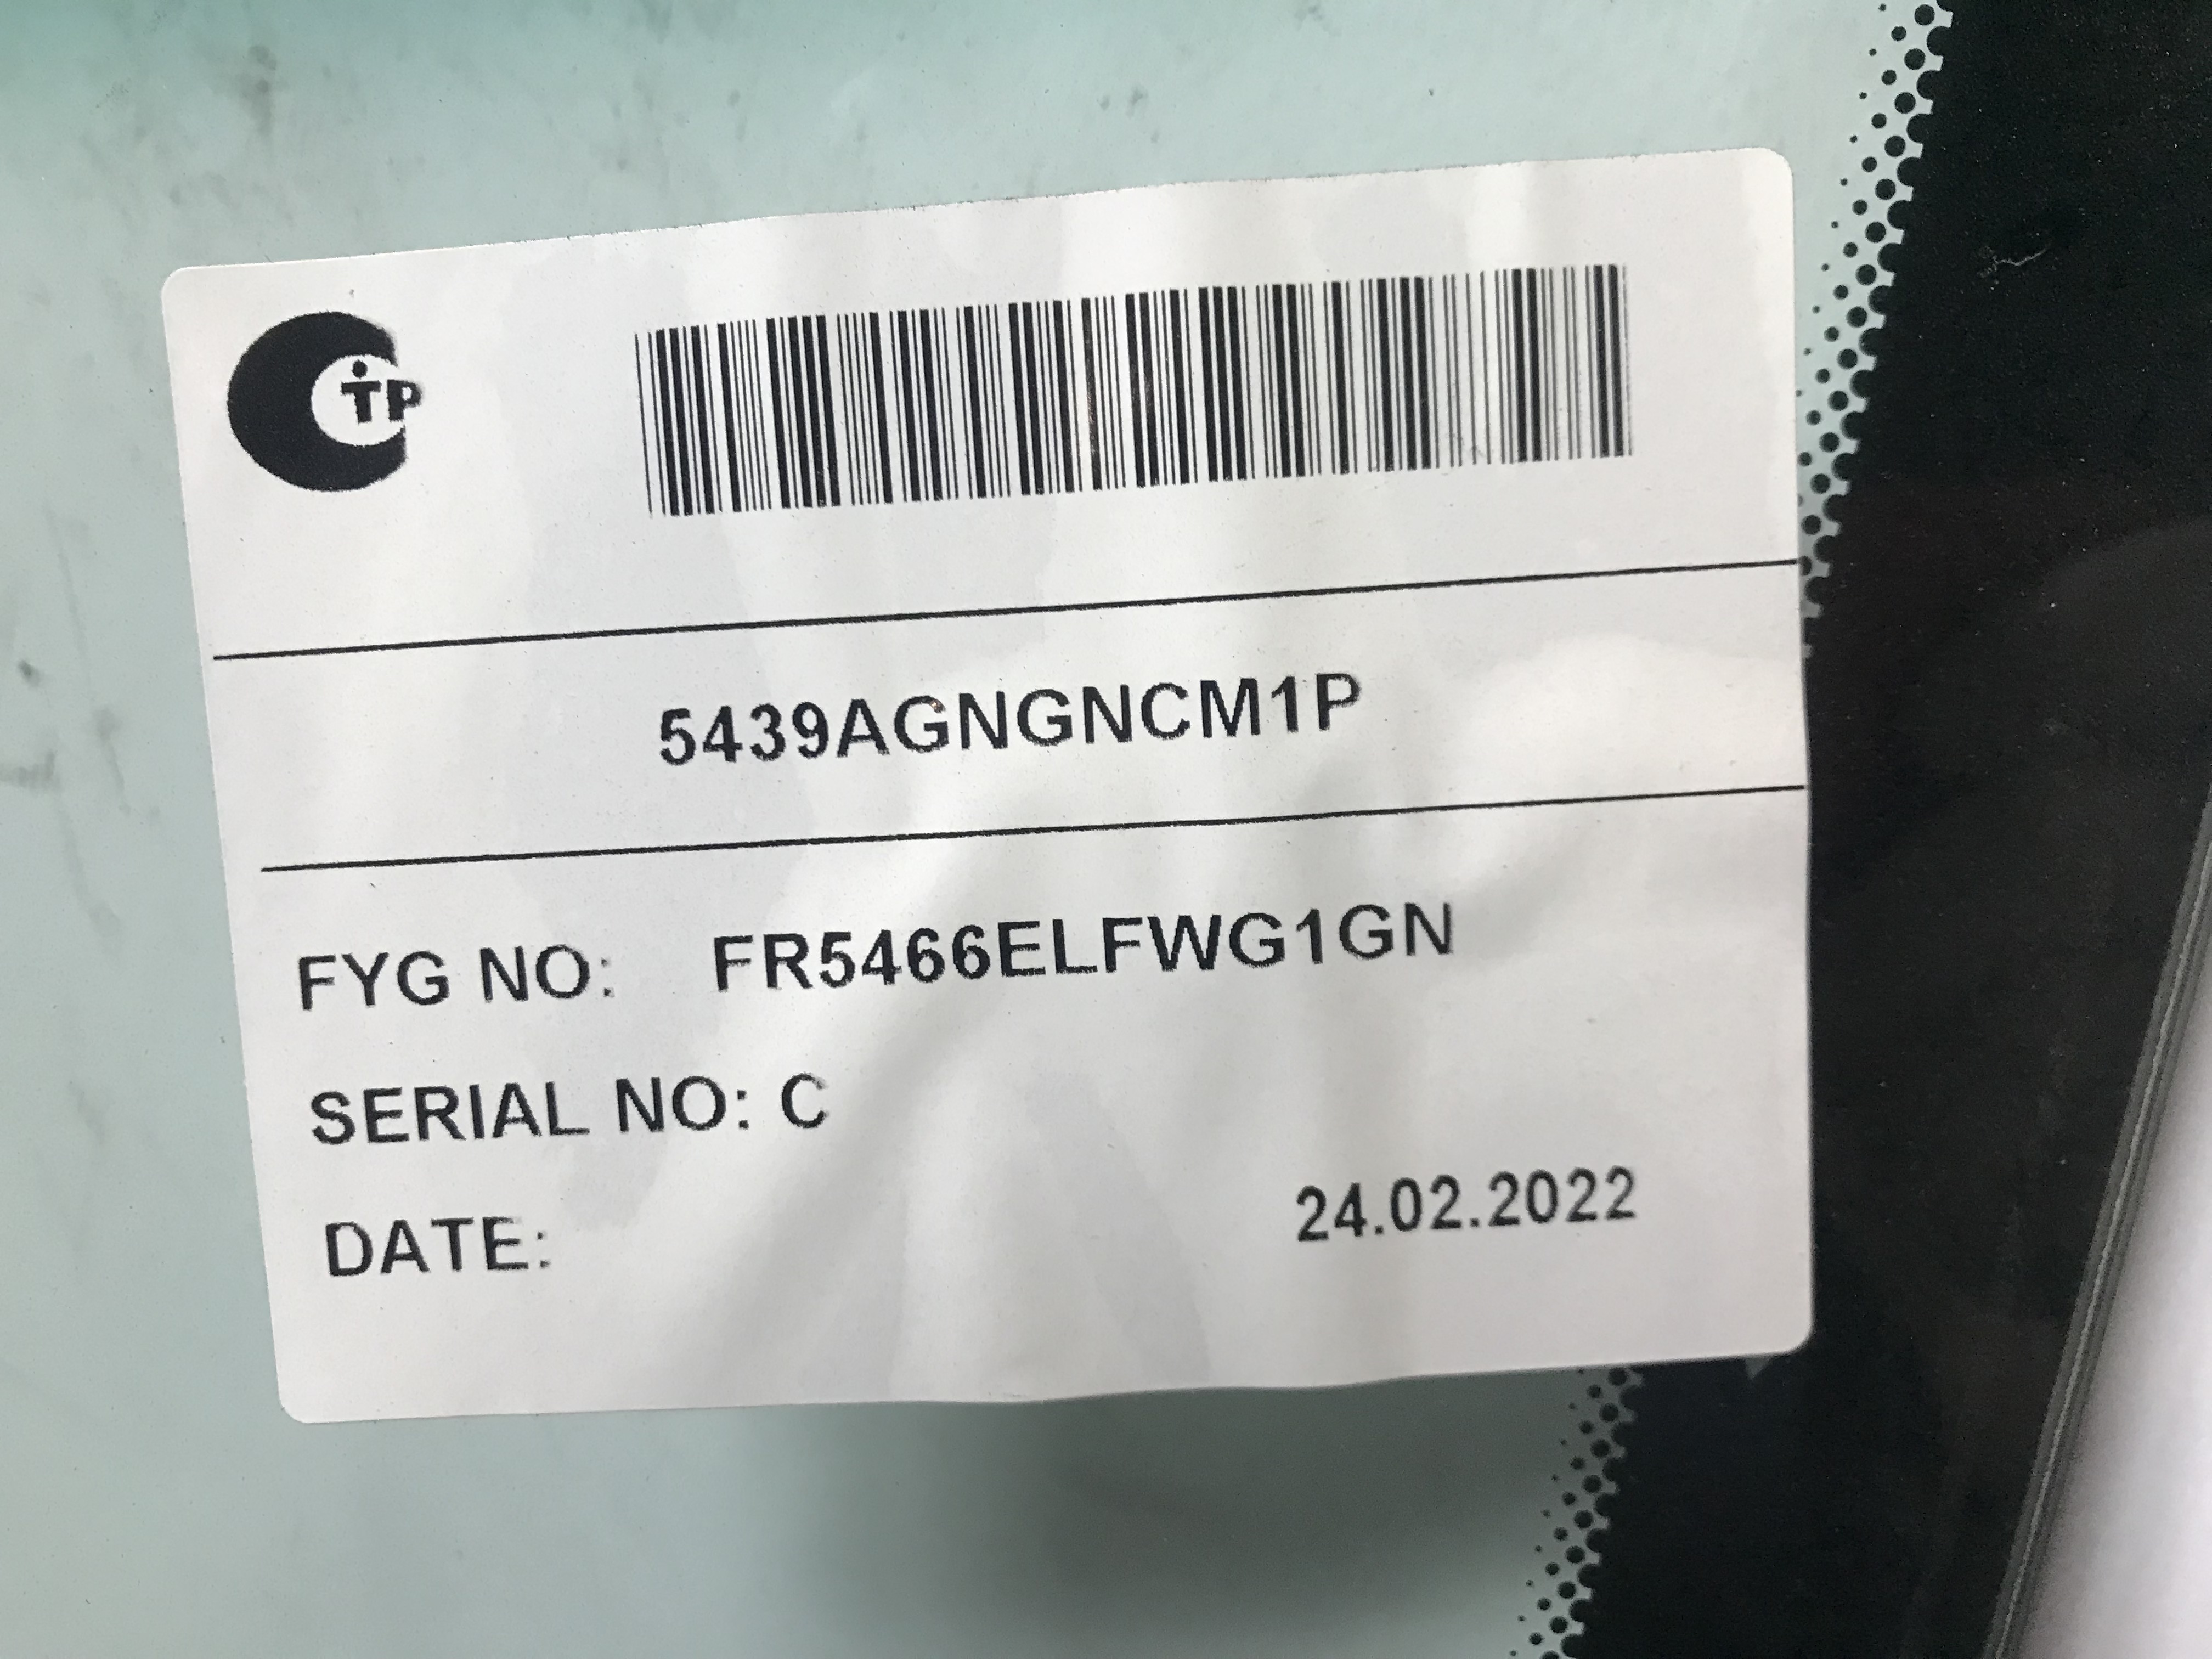 TP
5439AGNGNCM1P
FYG NO: FR5466ELFWG1GN
SERIAL NO: C
DATE: 24.02.2022